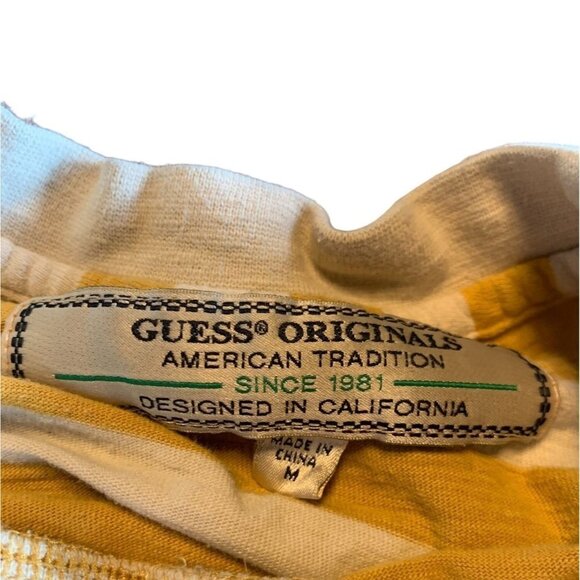 GUESS® ORIGINALS
AMERICAN TRADITION
SINCE 1981
DESIGNED IN CALIFORNIA
MADE IN
CHINA
M